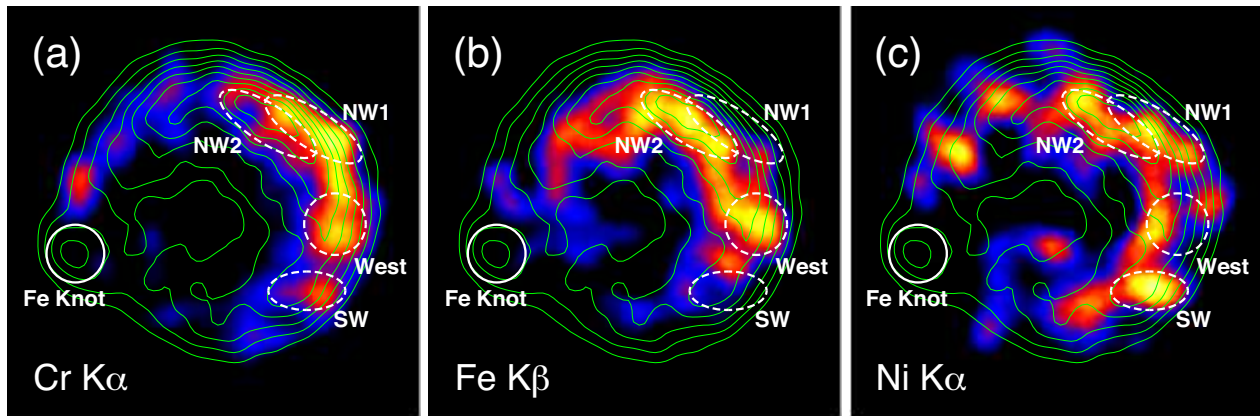 (a)
NW1
NW2
West
Fe Knot
SW
Cr Kα
(b)
NW1
NW2
West
Fe Knot
SW
Fe Kβ
(c)
NW1
NW2
West
Fe Knot
SW
Ni Kα